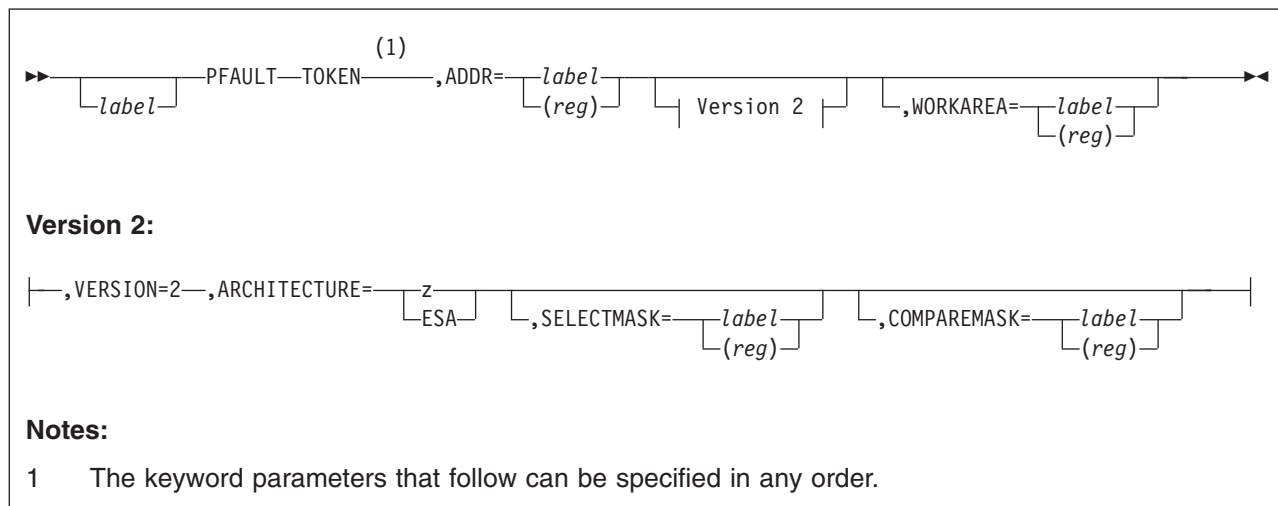 (1)
PFAULT TOKEN ,ADDR= label Version 2 ,WORKAREA= label
label (reg) (reg)
Version 2:
,VERSION=2 ,ARCHITECTURE= z ,SELECTMASK= label ,COMPAREMASK= label
ESA (reg) (reg)
Notes:
1 The keyword parameters that follow can be specified in any order.